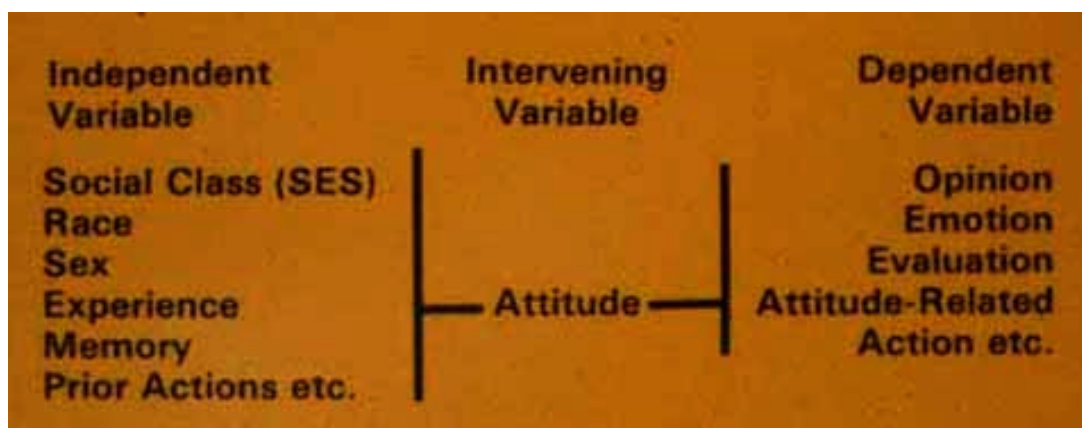 Independent
Variable
Social Class (SES)
Race
Sex
Experience
Memory
Prior Actions etc.
Intervening
Variable
Attitude
Dependent
Variable
Opinion
Emotion
Evaluation
Attitude-Related
Action etc.